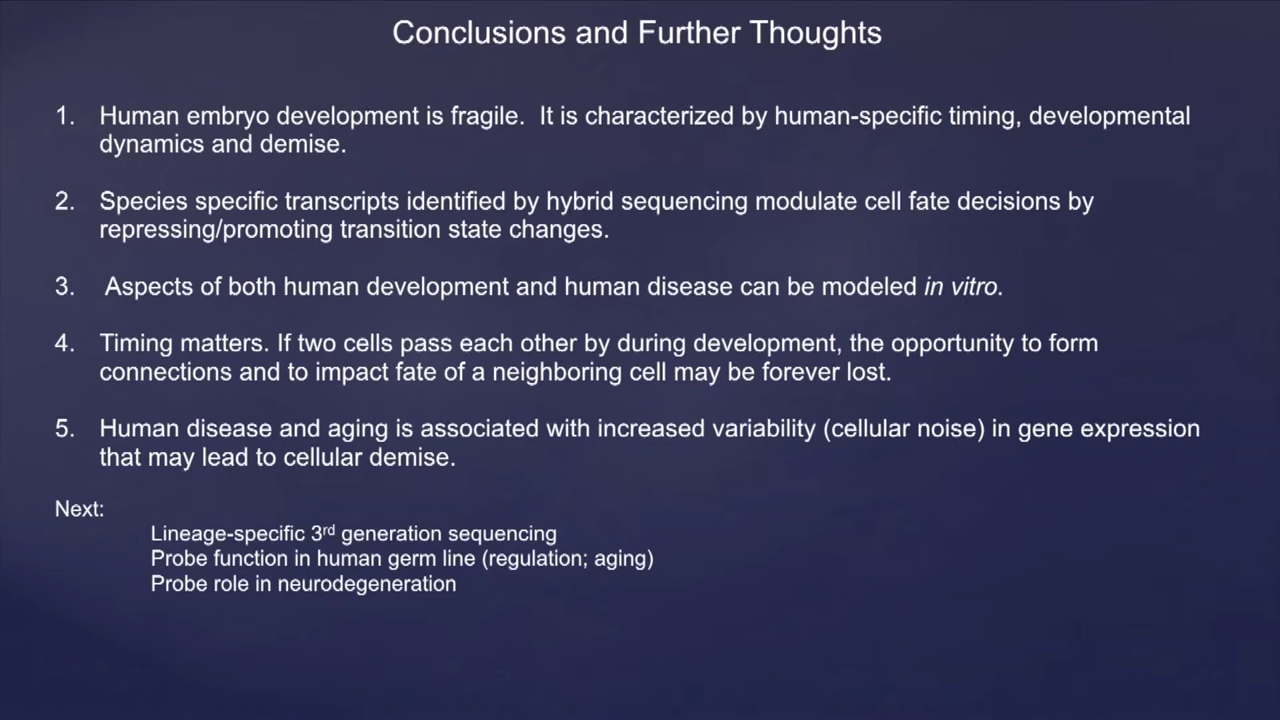 Conclusions and Further Thoughts
1. Human embryo development is fragile.  It is characterized by human-specific timing, developmental
dynamics and demise.
2. Species specific transcripts identified by hybrid sequencing modulate cell fate decisions by
repressing/promoting transition state changes.
3. Aspects of both human development and human disease can be modeled in vitro.
4. Timing matters. If two cells pass each other by during development, the opportunity to form
connections and to impact fate of a neighboring cell may be forever lost.
5. Human disease and aging is associated with increased variability (cellular noise) in gene expression
that may lead to cellular demise.
Next:
Lineage-specific 3rd generation sequencing
Probe function in human germ line (regulation; aging)
Probe role in neurodegeneration